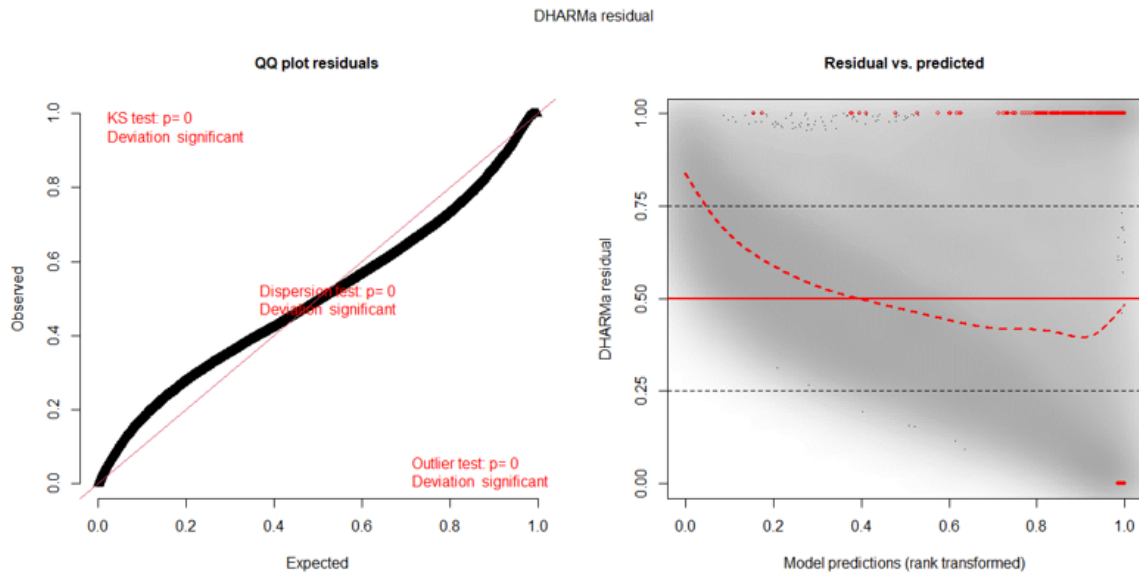 DHARMa residual
QQ plot residuals
KS test: p= 0
Deviation significant
Dispersion test: p= 0
Deviation significant
Outlier test: p= 0
Deviation significant
Observed
1.0
0.8
0.6
0.4
0.2
0.0
0.0 0.2 0.4 0.6 0.8 1.0
Expected
Residual vs. predicted
DHARMa residual
1.00
0.75
0.50
0.25
0.00
0.0 0.2 0.4 0.6 0.8 1.0
Model predictions (rank transformed)